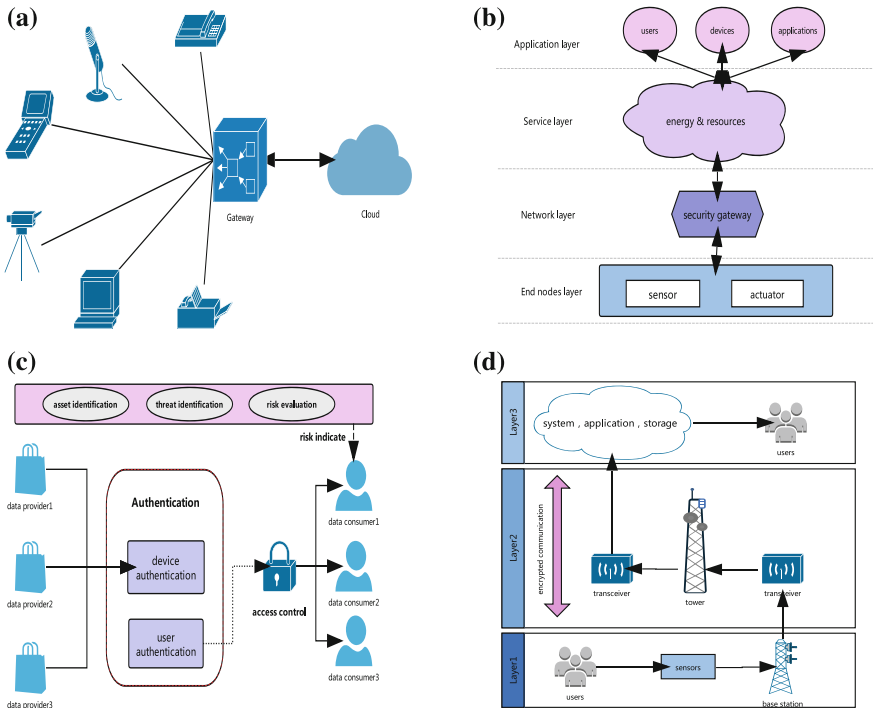 (a)
Gateway
Cloud
(b)
Application layer
users
devices
applications
Service layer
energy & resources
Network layer
security gateway
End nodes layer
sensor
actuator
(c)
asset identification
threat identification
risk evaluation
risk indicate
data provider1
data provider2
data provider3
Authentication
device
authentication
user
authentication
access control
data consumer1
data consumer2
data consumer3
(d)
Layer3
system , application , storage
users
Layer2
encrypted communication
transceiver
tower
transceiver
Layer1
users
sensors
base station